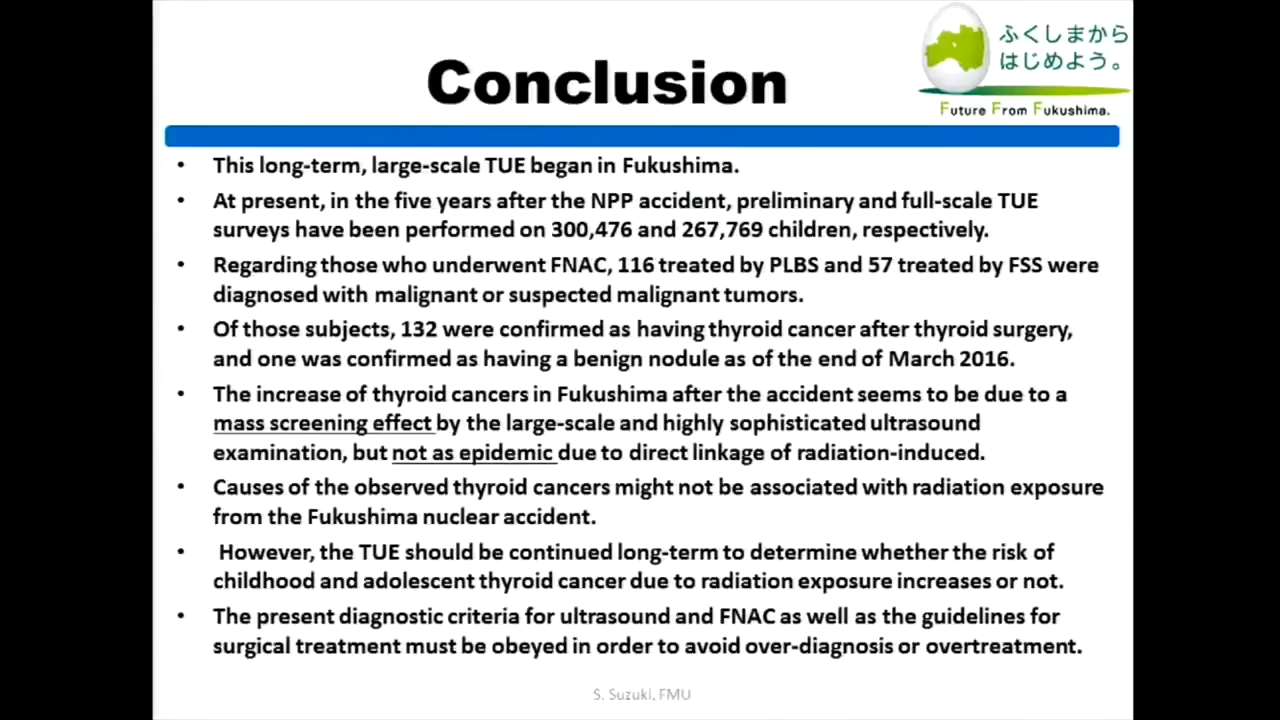 Conclusion
ふくしまから
はじめよう。
Future From Fukushima.
• This long-term, large-scale TUE began in Fukushima.
• At present, in the five years after the NPP accident, preliminary and full-scale TUE
surveys have been performed on 300,476 and 267,769 children, respectively.
• Regarding those who underwent FNAC, 116 treated by PLBS and 57 treated by FSS were
diagnosed with malignant or suspected malignant tumors.
• Of those subjects, 132 were confirmed as having thyroid cancer after thyroid surgery,
and one was confirmed as having a benign nodule as of the end of March 2016.
• The increase of thyroid cancers in Fukushima after the accident seems to be due to a
mass screening effect by the large-scale and highly sophisticated ultrasound
examination, but not as epidemic due to direct linkage of radiation-induced.
• Causes of the observed thyroid cancers might not be associated with radiation exposure
from the Fukushima nuclear accident.
• However, the TUE should be continued long-term to determine whether the risk of
childhood and adolescent thyroid cancer due to radiation exposure increases or not.
• The present diagnostic criteria for ultrasound and FNAC as well as the guidelines for
surgical treatment must be obeyed in order to avoid over-diagnosis or overtreatment.
S. Suzuki, FMU